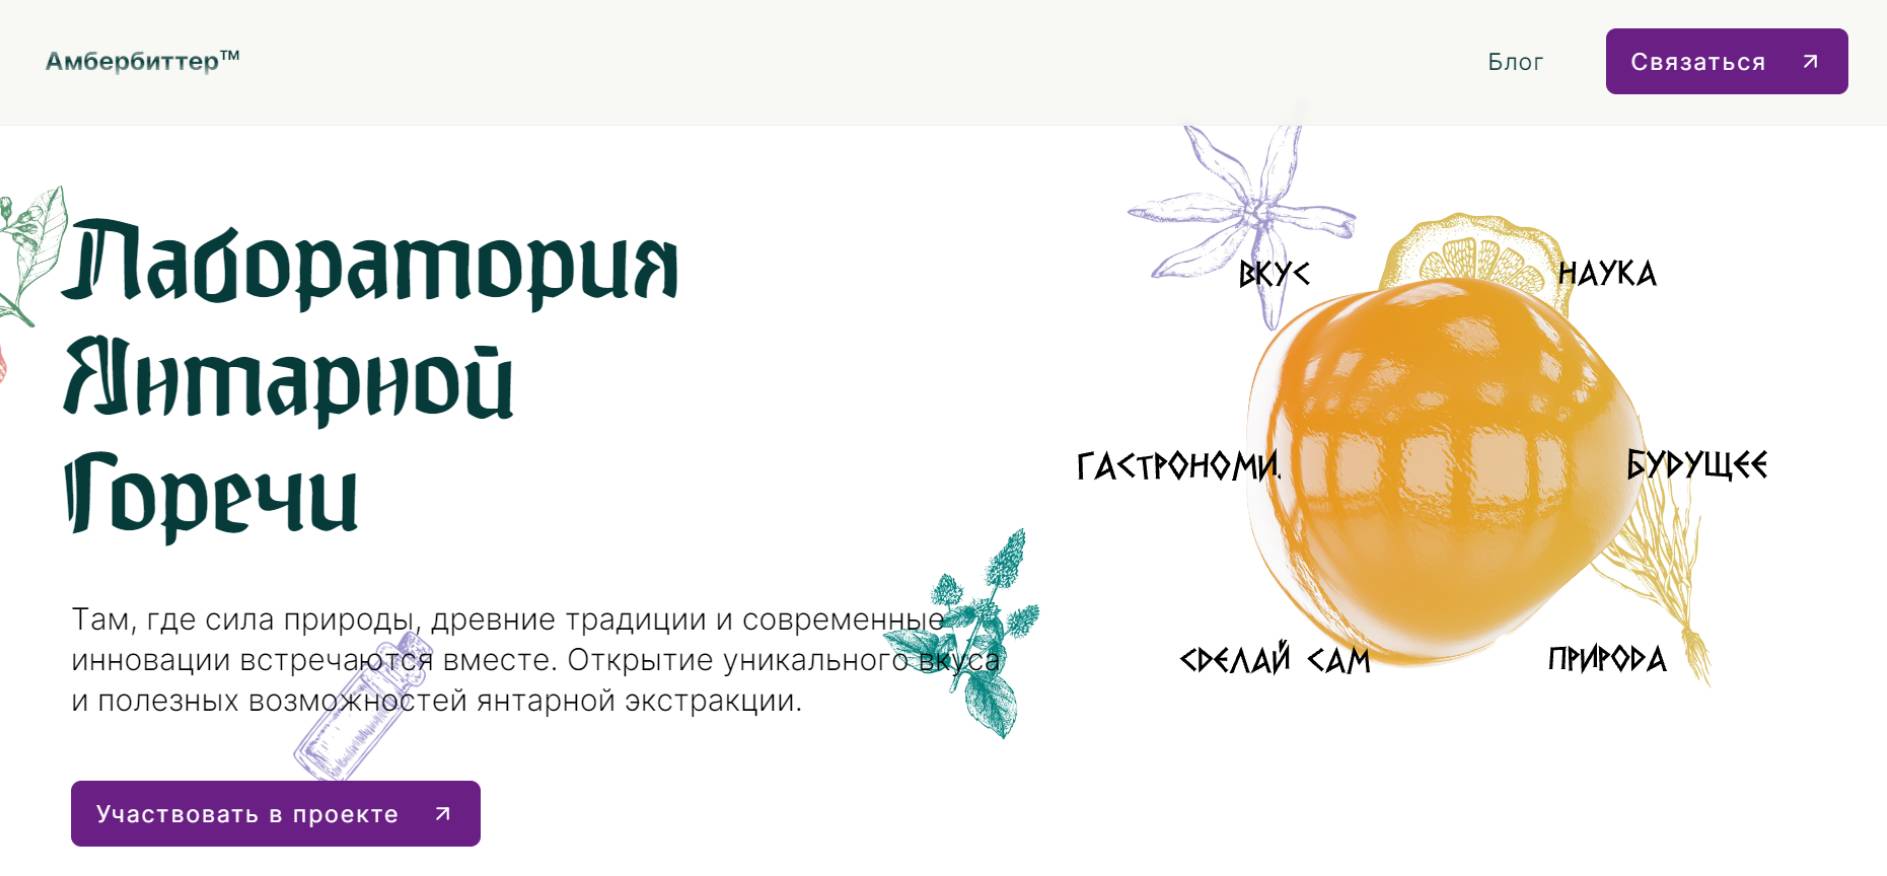 Амбербиттер™
Блог
Связаться
Лаборатория
Янтарной
Горечи
Там, где сила природы, древние традиции и современные
инновации встречаются вместе. Открытие уникального вкуса
и полезных возможностей янтарной экстракции.
Участвовать в проекте
ВКУС
НАУКА
ГАСТРОНОМИ
БУДУЩЕЕ
СДЕЛАЙ САМ
ПРИРОДА